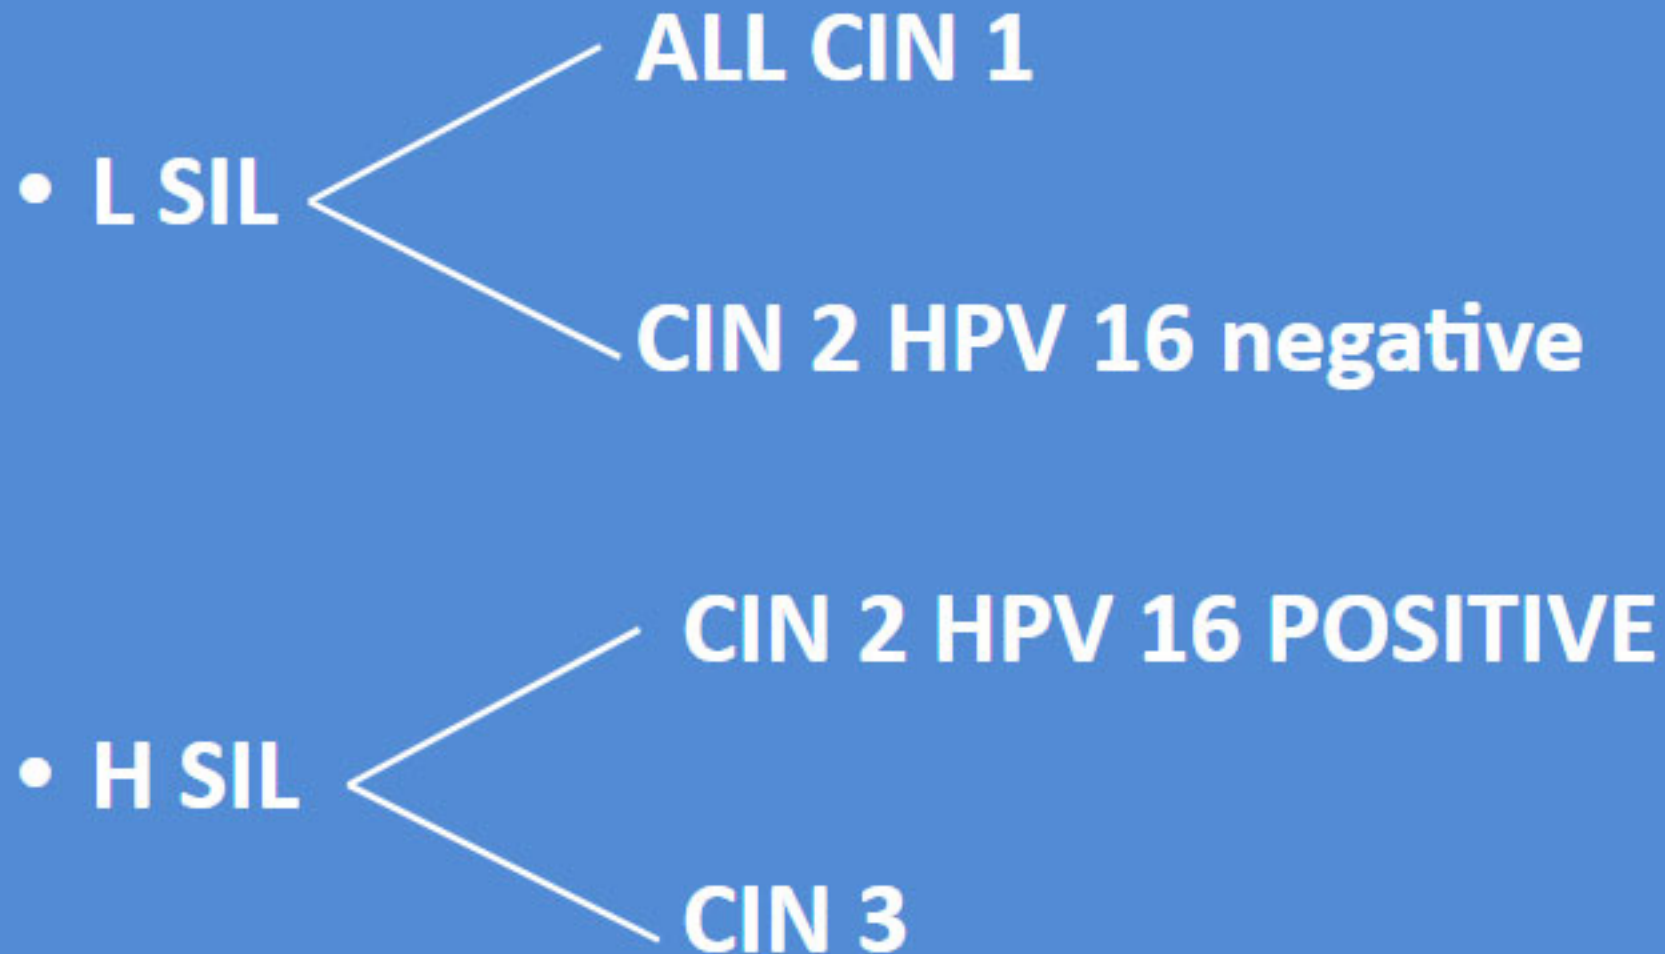 ALL CIN 1
• L SIL
CIN 2 HPV 16 negative
CIN 2 HPV 16 POSITIVE
• H SIL
CIN 3